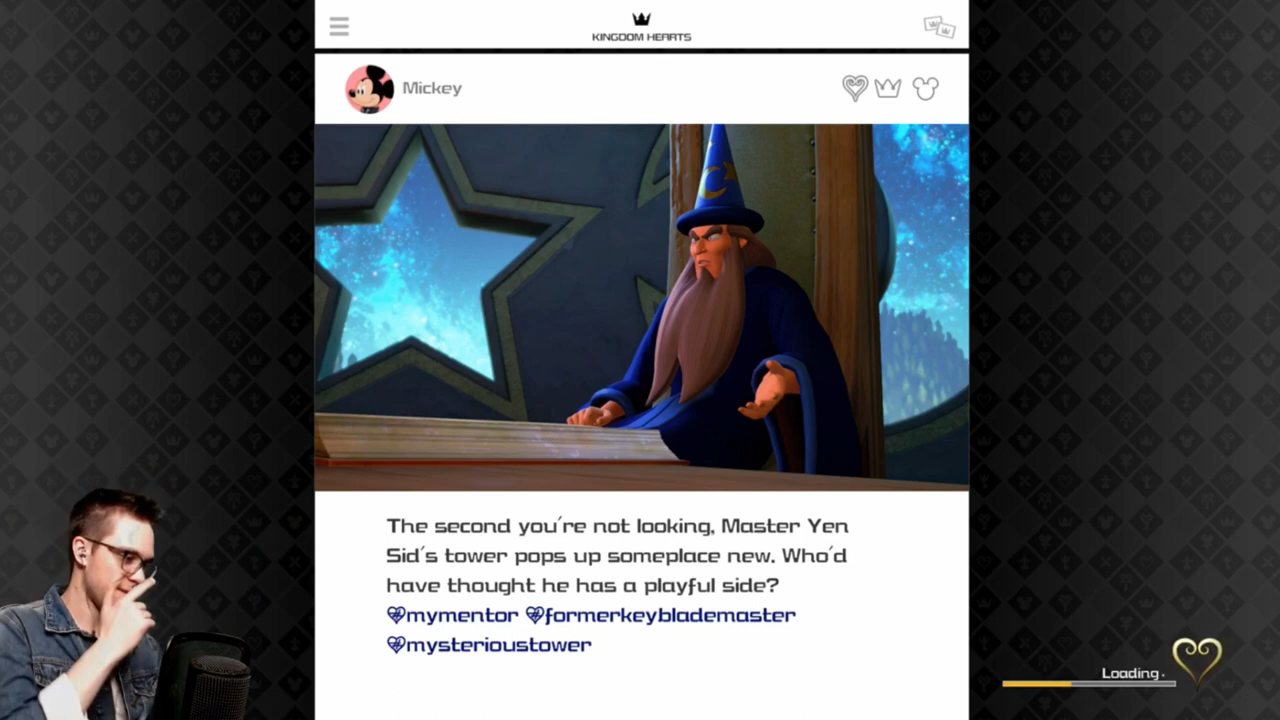 KINGDOM HEARTS
Mickey
The second you're not looking, Master Yen
Sid's tower pops up someplace new. Who'd
have thought he has a playful side?
#mymentor #formerkeyblademaster
#mysterioustower
Loading.